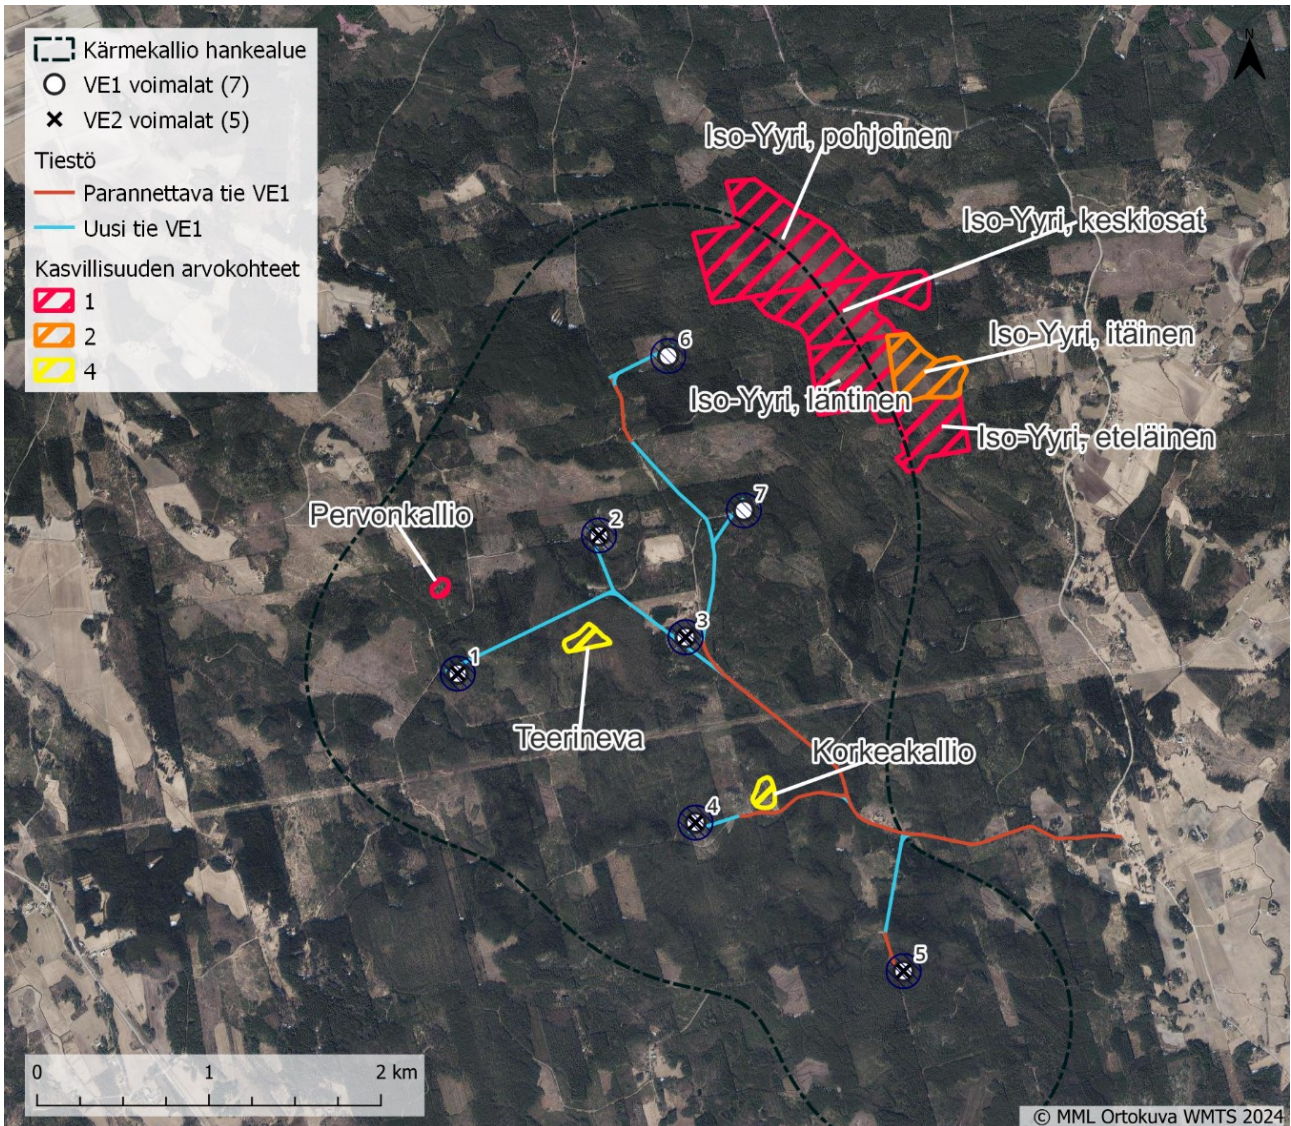 Kärmekallio hankealue
VE1 voimalat (7)
VE2 voimalat (5)
Tiestö
Parannettava tie VE1
Uusi tie VE1
Kasvillisuuden arvokohteet
1
2
4
N
Iso-Yyri, pohjoinen
Iso-Yyri, keskiosat
Iso-Yyri, itäinen
Iso-Yyri, läntinen
Iso-Yyri, eteläinen
6
7
Pervonkallio
2
3
1
Teerineva
Korkeakallio
4
5
0 1 2 km
© MML Ortokuva WMTS 2024